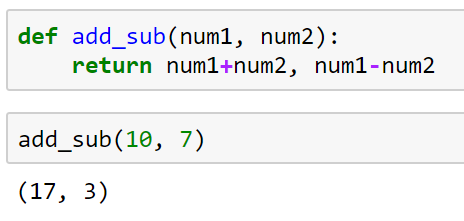 def add_sub(num1, num2):
    return num1+num2, num1-num2
add_sub(10, 7)
(17, 3)